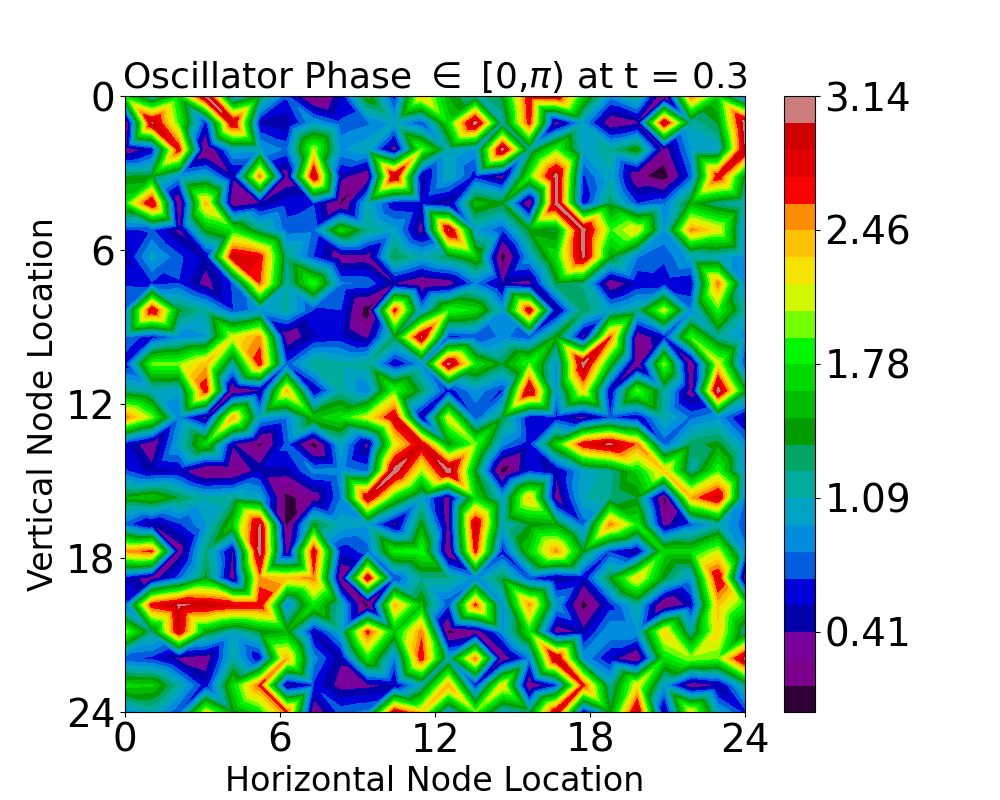 Oscillator Phase ∈ [0,π) at t = 0.3
0
6
12
18
24
Vertical Node Location
0 6 12 18 24
Horizontal Node Location
3.14
2.46
1.78
1.09
0.41